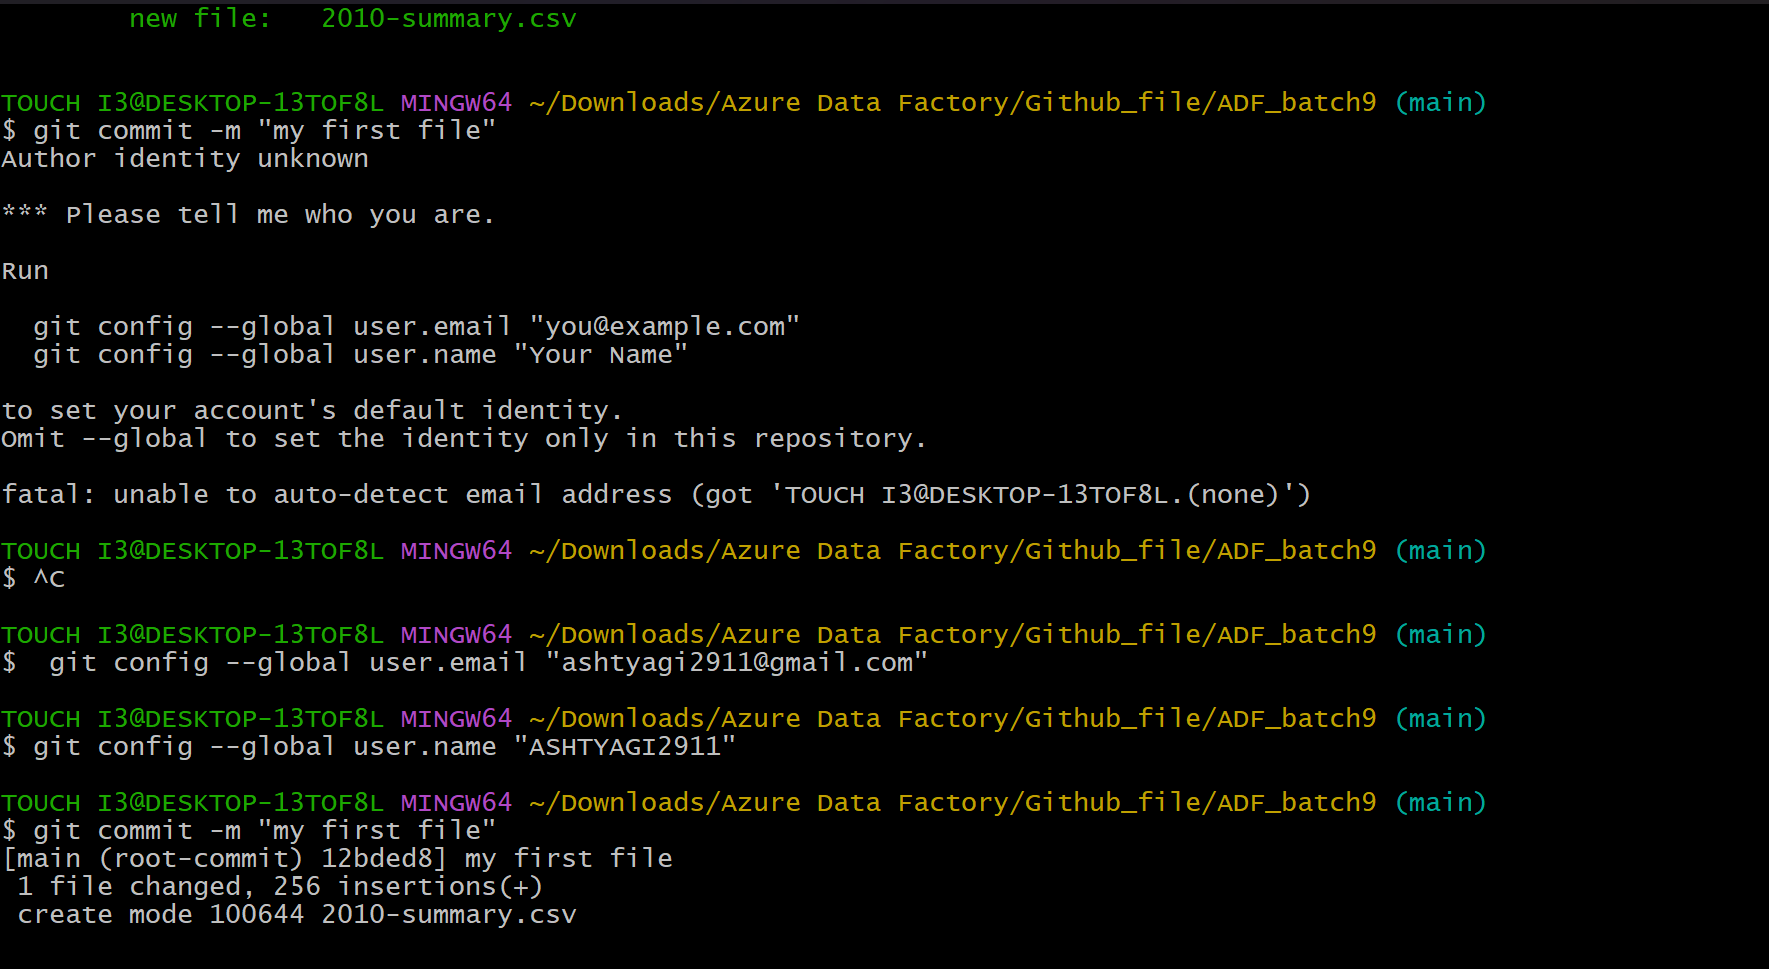 new file:   2010-summary.csv
TOUCH I3@DESKTOP-13TOF8L MINGW64 ~/Downloads/Azure Data Factory/Github_file/ADF_batch9 (main)
$ git commit -m "my first file"
Author identity unknown
*** Please tell me who you are.
Run
  git config --global user.email "you@example.com"
  git config --global user.name "Your Name"
to set your account's default identity.
Omit --global to set the identity only in this repository.
fatal: unable to auto-detect email address (got 'TOUCH I3@DESKTOP-13TOF8L.(none)')
TOUCH I3@DESKTOP-13TOF8L MINGW64 ~/Downloads/Azure Data Factory/Github_file/ADF_batch9 (main)
$ ^C
TOUCH I3@DESKTOP-13TOF8L MINGW64 ~/Downloads/Azure Data Factory/Github_file/ADF_batch9 (main)
$  git config --global user.email "ashtyagi2911@gmail.com"
TOUCH I3@DESKTOP-13TOF8L MINGW64 ~/Downloads/Azure Data Factory/Github_file/ADF_batch9 (main)
$ git config --global user.name "ASHTYAGI2911"
TOUCH I3@DESKTOP-13TOF8L MINGW64 ~/Downloads/Azure Data Factory/Github_file/ADF_batch9 (main)
$ git commit -m "my first file"
[main (root-commit) 12bded8] my first file
 1 file changed, 256 insertions(+)
 create mode 100644 2010-summary.csv